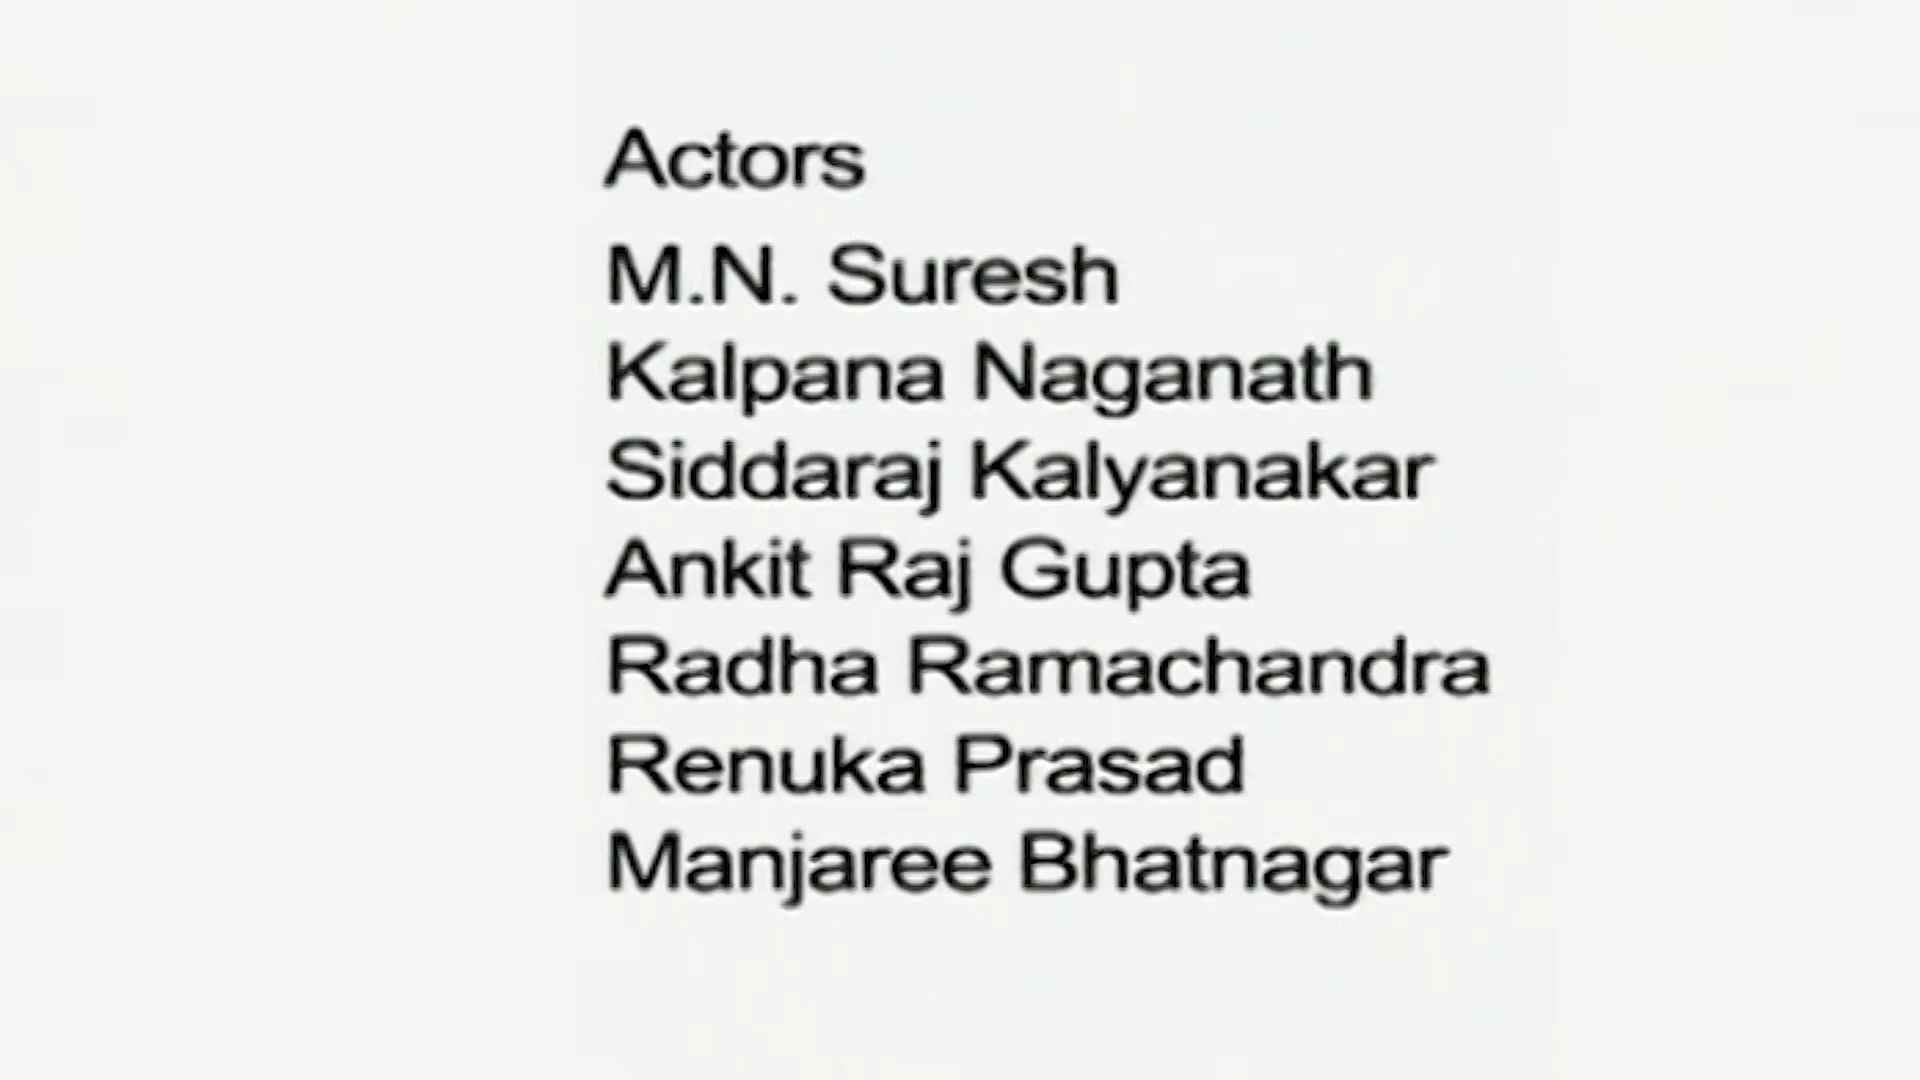 Actors
M.N. Suresh
Kalpana Naganath
Siddaraj Kalyanakar
Ankit Raj Gupta
Radha Ramachandra
Renuka Prasad
Manjaree Bhatnagar